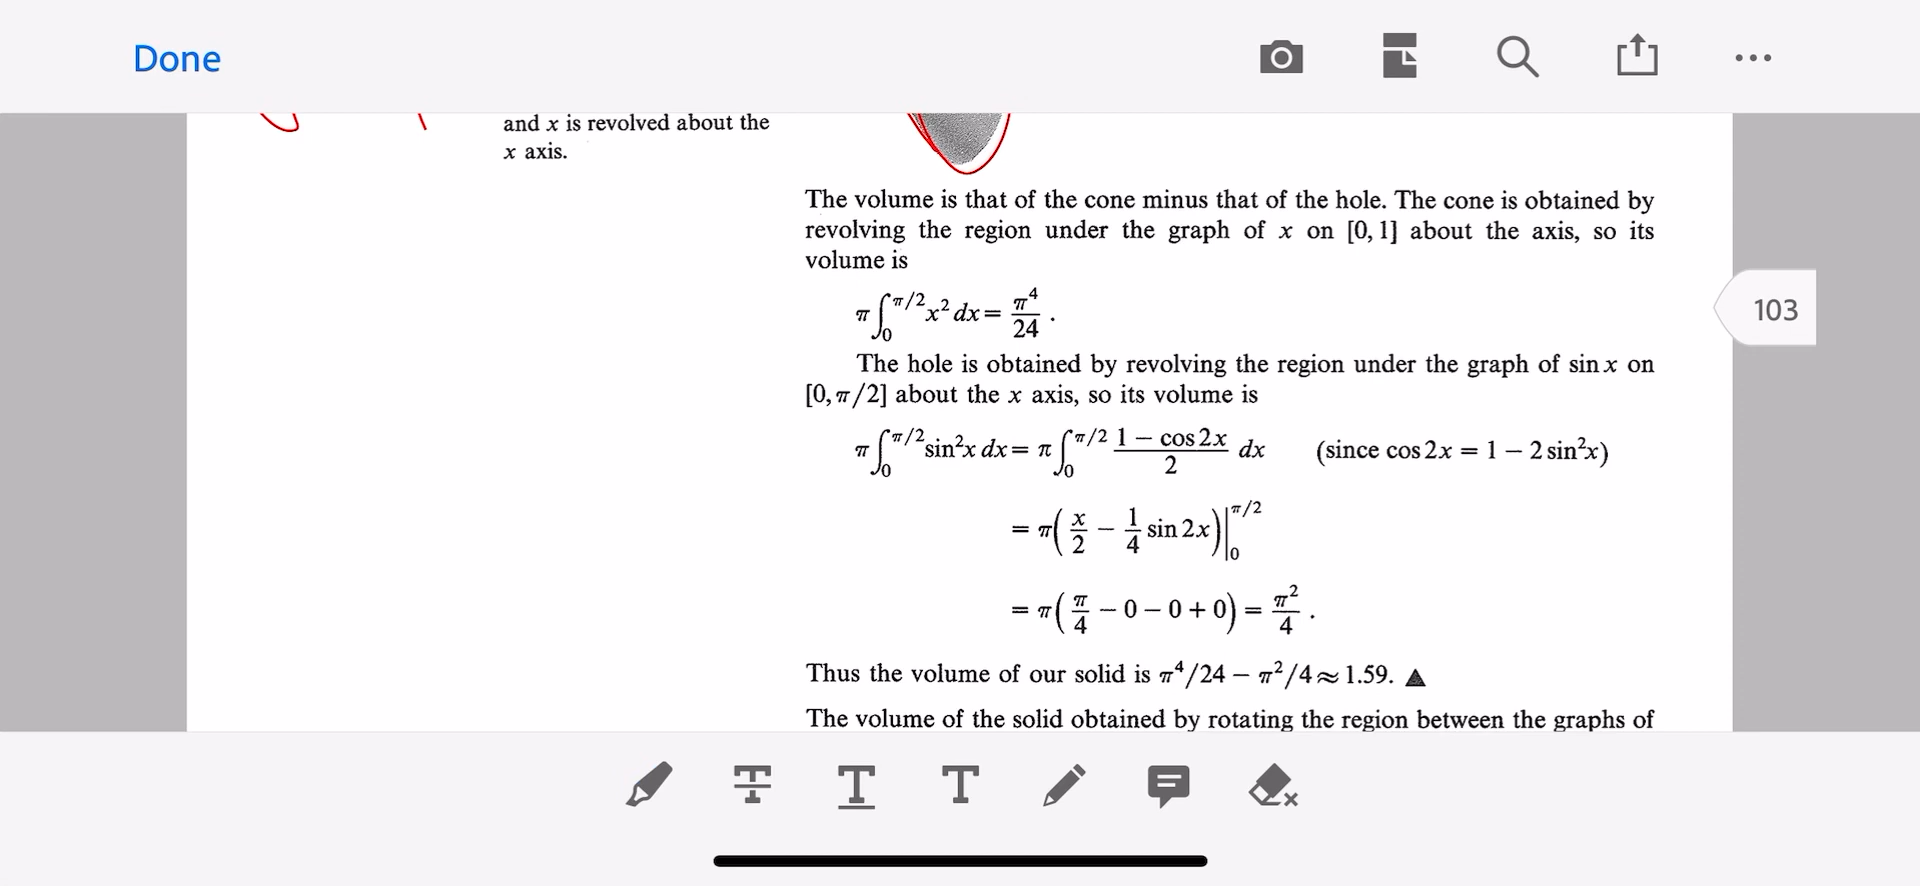 Done
and x is revolved about the
x axis.
The volume is that of the cone minus that of the hole. The cone is obtained by
revolving the region under the graph of x on [0, 1] about the axis, so its
volume is
π∫₀^{π/2} x² dx = π⁴/24 .
103
The hole is obtained by revolving the region under the graph of sin x on
[0, π/2] about the x axis, so its volume is
π∫₀^{π/2} sin²x dx = π∫₀^{π/2} (1 − cos 2x)/2 dx (since cos 2x = 1 − 2 sin²x)
= π(x/2 − 1/4 sin 2x)|₀^{π/2}
= π(π/4 − 0 − 0 + 0) = π²/4 .
Thus the volume of our solid is π⁴/24 − π²/4 ≈ 1.59. ▲
The volume of the solid obtained by rotating the region between the graphs of